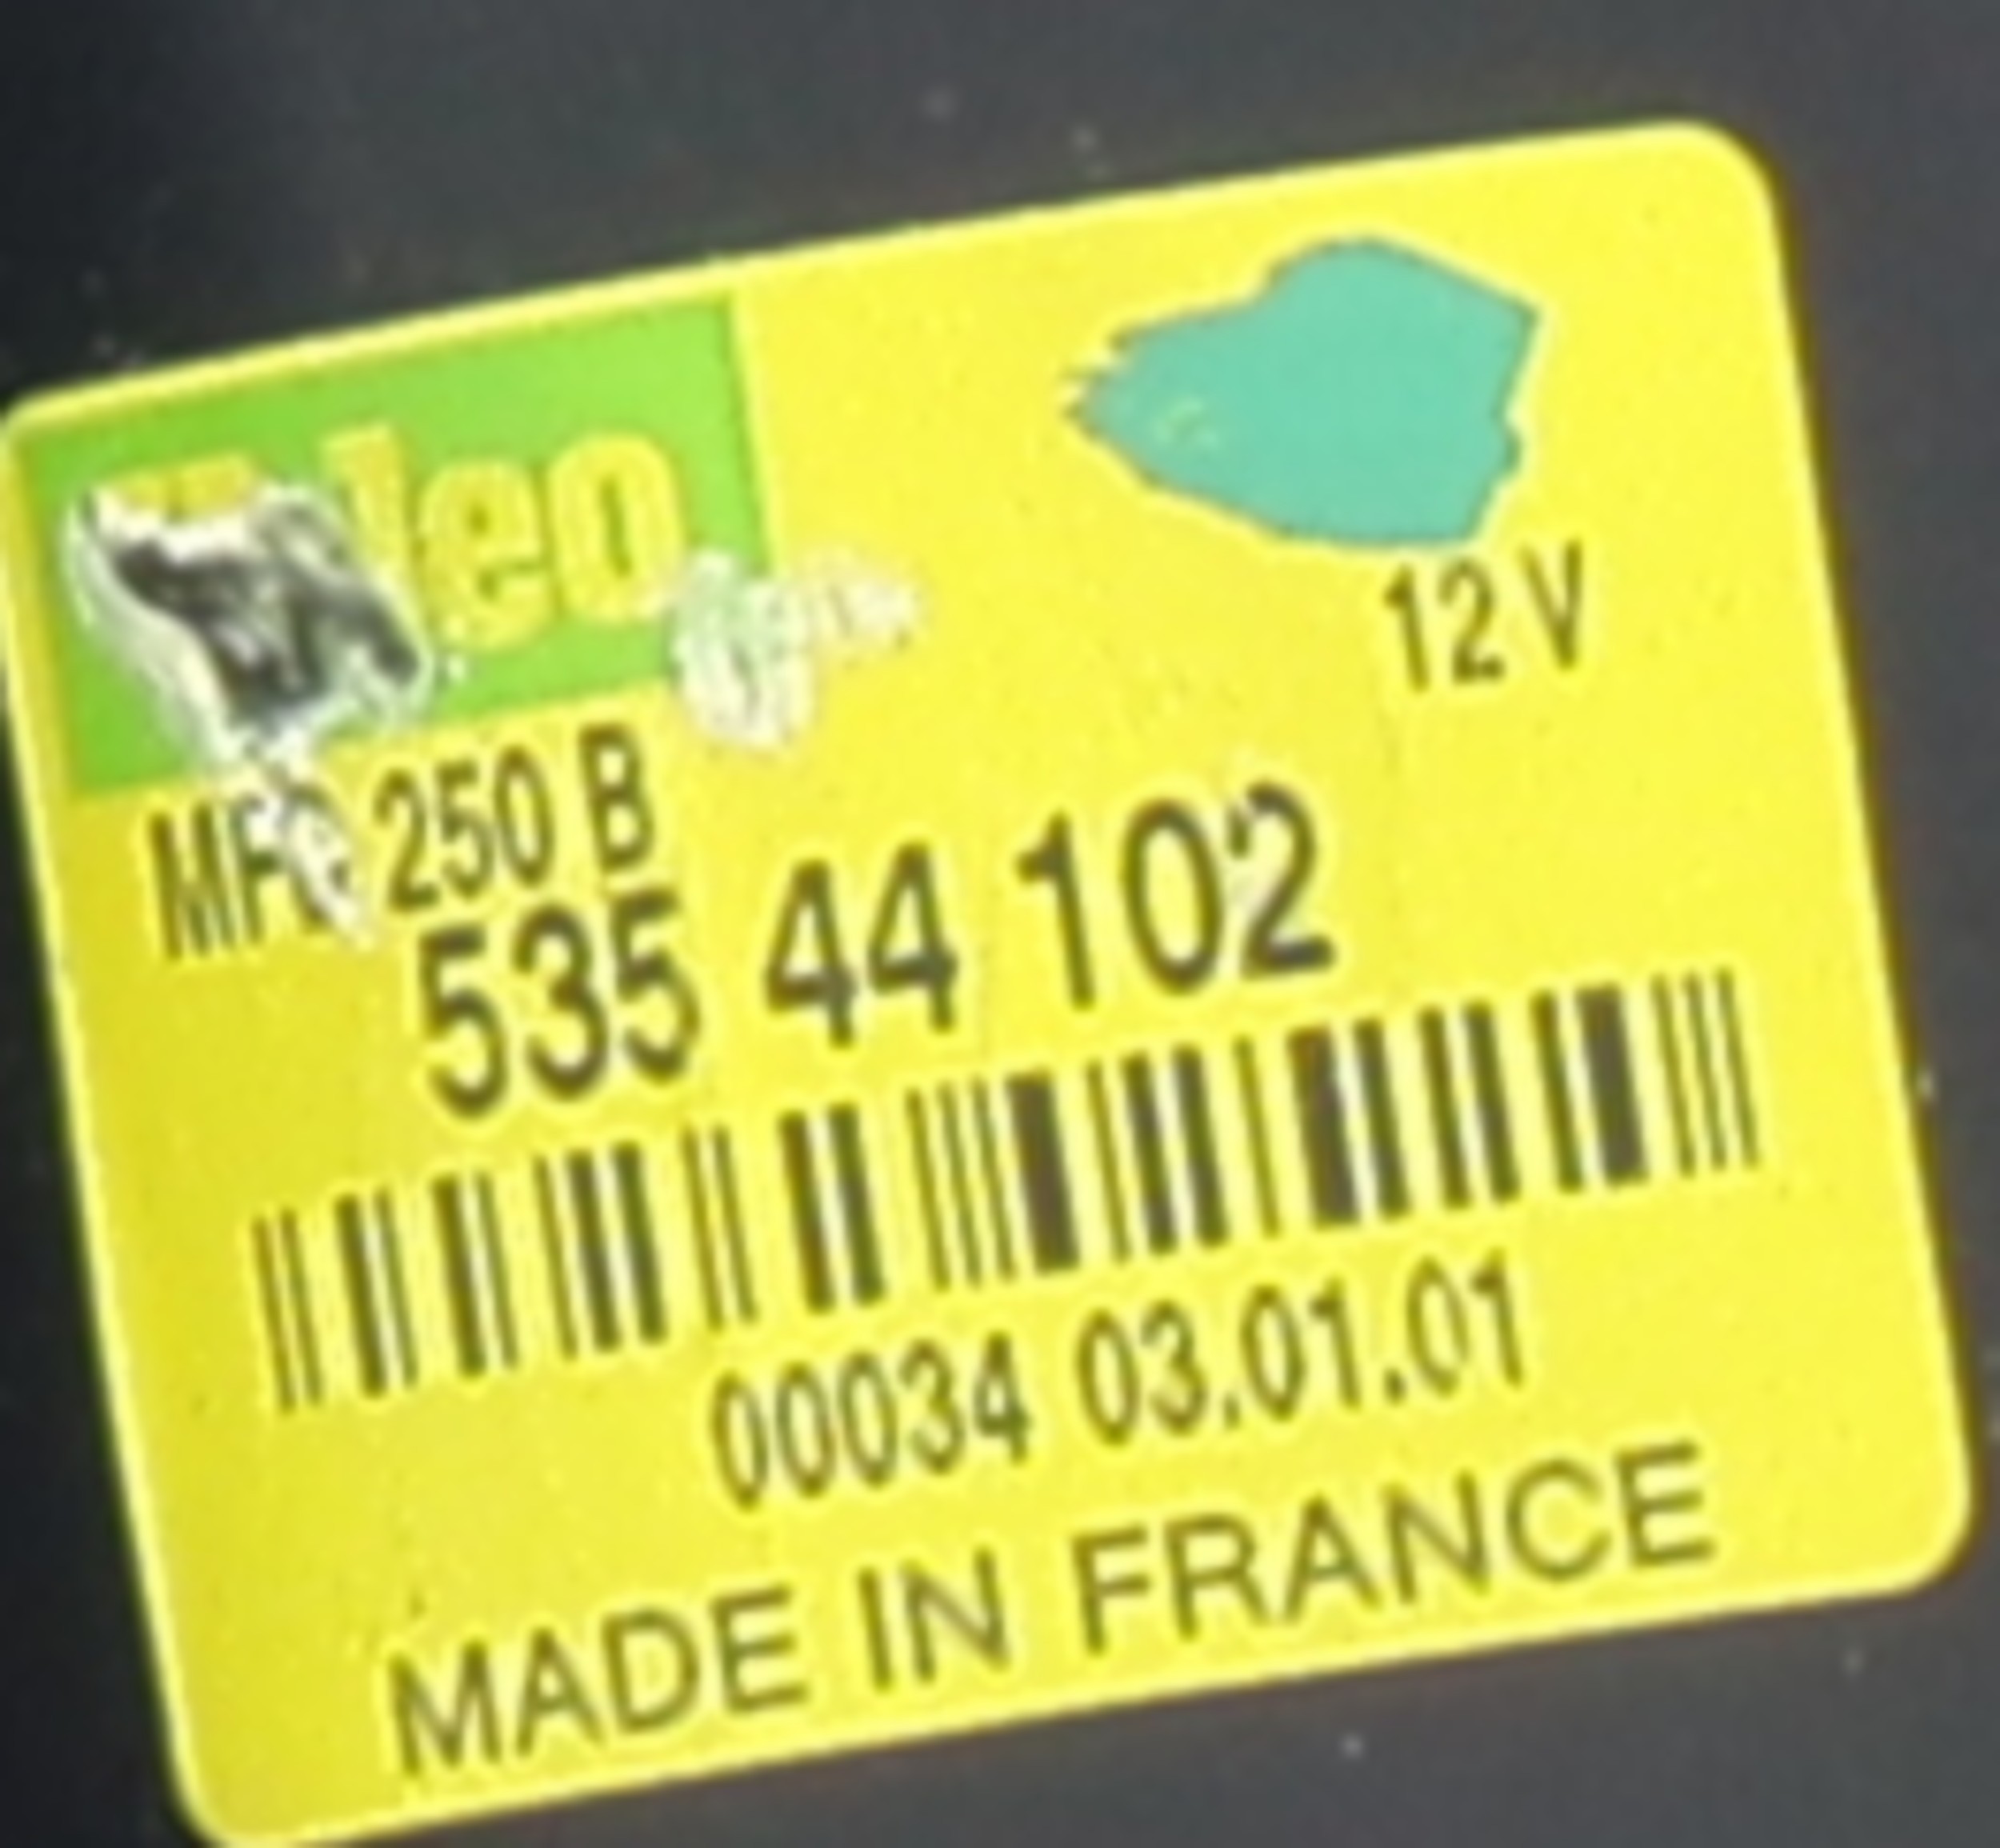 12 V
250 B
535 44 102
00034 03.01.01
MADE IN FRANCE